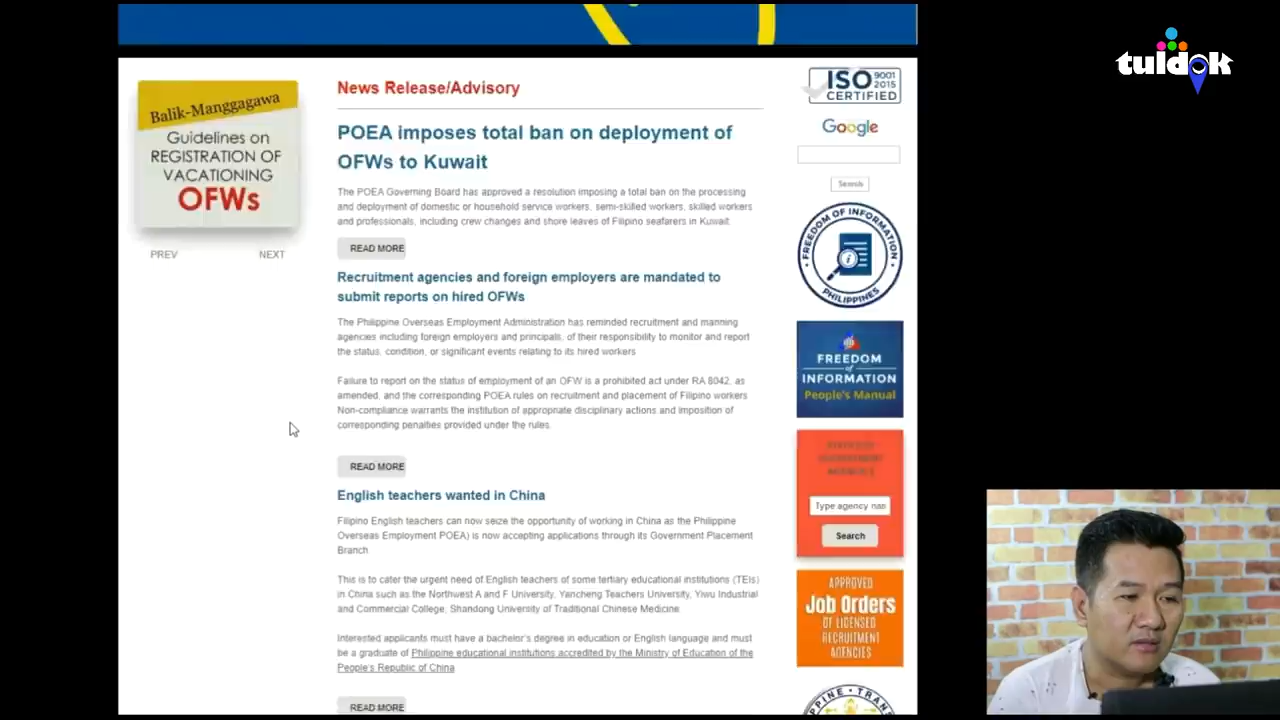 tuldok
Balik-Manggagawa
Guidelines on
REGISTRATION OF
VACATIONING
OFWs
PREV
NEXT
News Release/Advisory
POEA imposes total ban on deployment of
OFWs to Kuwait
The POEA Governing Board has approved a resolution imposing a total ban on the processing
and deployment of domestic or household service workers, semi-skilled workers, skilled workers
and professionals, including crew changes and shore leaves of Filipino seafarers in Kuwait.
READ MORE
Recruitment agencies and foreign employers are mandated to
submit reports on hired OFWs
The Philippine Overseas Employment Administration has reminded recruitment and manning
agencies including foreign employers and principals, of their responsibility to monitor and report
the status, condition, or significant events relating to its hired workers
Failure to report on the status of employment of an OFW is a prohibited act under RA 8042, as
amended, and the corresponding POEA rules on recruitment and placement of Filipino workers
Non-compliance warrants the institution of appropriate disciplinary actions and imposition of
corresponding penalties provided under the rules.
READ MORE
English teachers wanted in China
Filipino English teachers can now seize the opportunity of working in China as the Philippine
Overseas Employment POEA) is now accepting applications through its Government Placement
Branch
This is to cater the urgent need of English teachers of some tertiary educational institutions (TEIs)
in China such as the Northwest A and F University, Yancheng Teachers University, Yiwu Industrial
and Commercial College, Shandong University of Traditional Chinese Medicine.
Interested applicants must have a bachelor's degree in education or English language and must
be a graduate of Philippine educational institutions accredited by the Ministry of Education of the
People's Republic of China
READ MORE
ISO 9001
2015
CERTIFIED
Google
Search
FREEDOM OF INFORMATION
PHILIPPINES
FREEDOM
of
INFORMATION
People's Manual
Type agency nam
Search
APPROVED
Job Orders
OF LICENSED
RECRUITMENT
AGENCIES